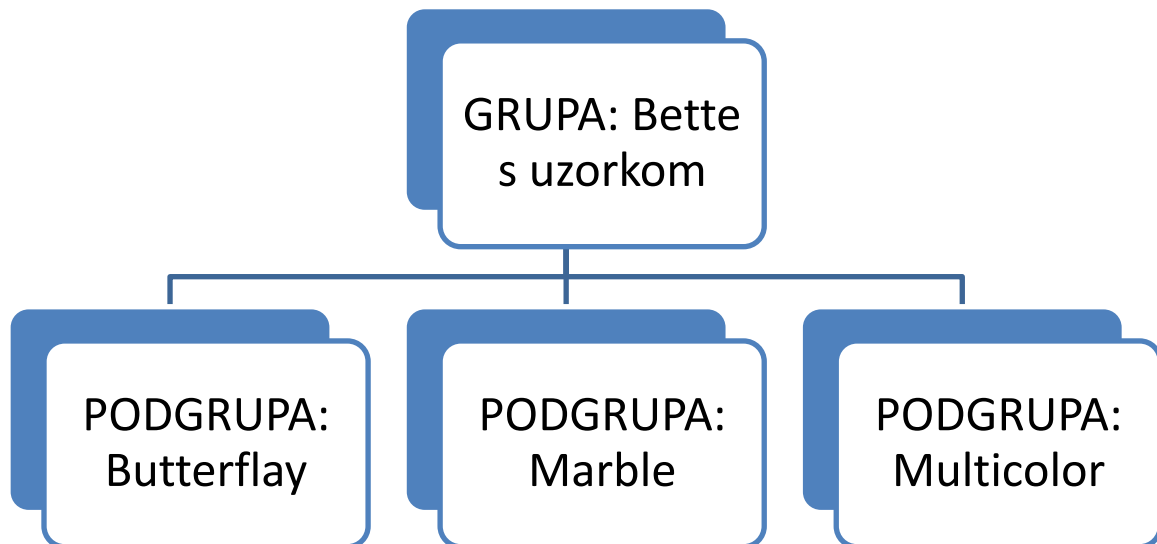 GRUPA: Bette
s uzorkom
PODGRUPA:
Butterflay
PODGRUPA:
Marble
PODGRUPA:
Multicolor